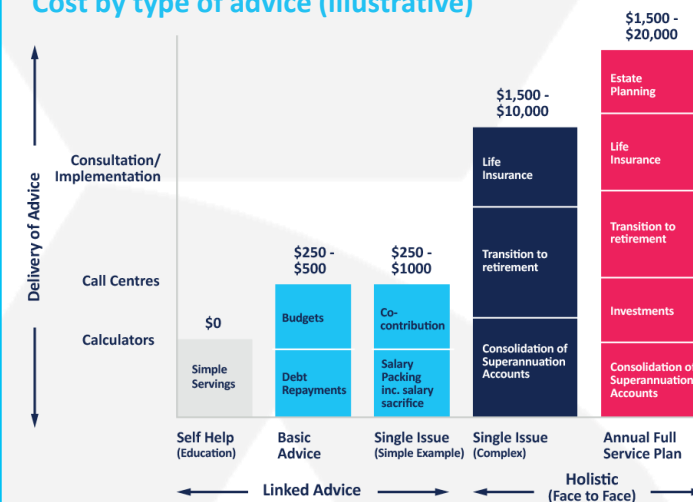 Cost by type of advice (illustrative)
$1,500 -
$20,000
$1,500 -
$10,000
$250 -
$500
$250 -
$1000
$0
Delivery of Advice
Consultation/
Implementation
Call Centres
Calculators
Simple
Servings
Budgets
Debt
Repayments
Co-
contribution
Salary
Packing
inc. salary
sacrifice
Life
Insurance
Transition to
retirement
Consolidation of
Superannuation
Accounts
Estate
Planning
Life
Insurance
Transition to
retirement
Investments
Consolidation of
Superannuation
Accounts
Self Help
(Education)
Basic
Advice
Single Issue
(Simple Example)
Single Issue
(Complex)
Annual Full
Service Plan
Linked Advice
Holistic
(Face to Face)